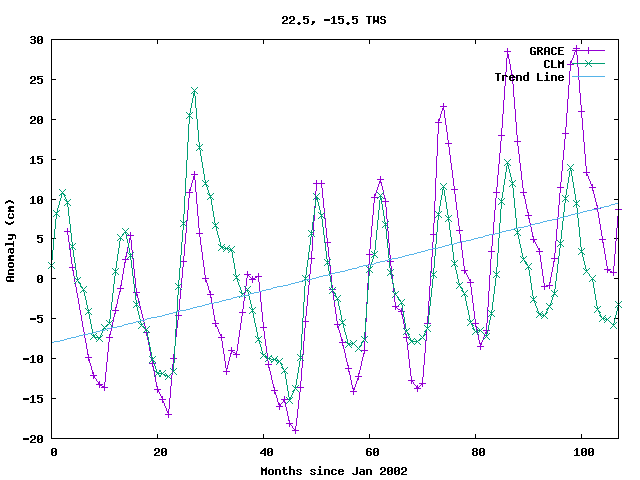 22.5, -15.5 TWS
30
25
20
15
10
5
0
-5
-10
-15
-20
Anomaly (cm)
GRACE
CLM
Trend Line
0 20 40 60 80 100
Months since Jan 2002